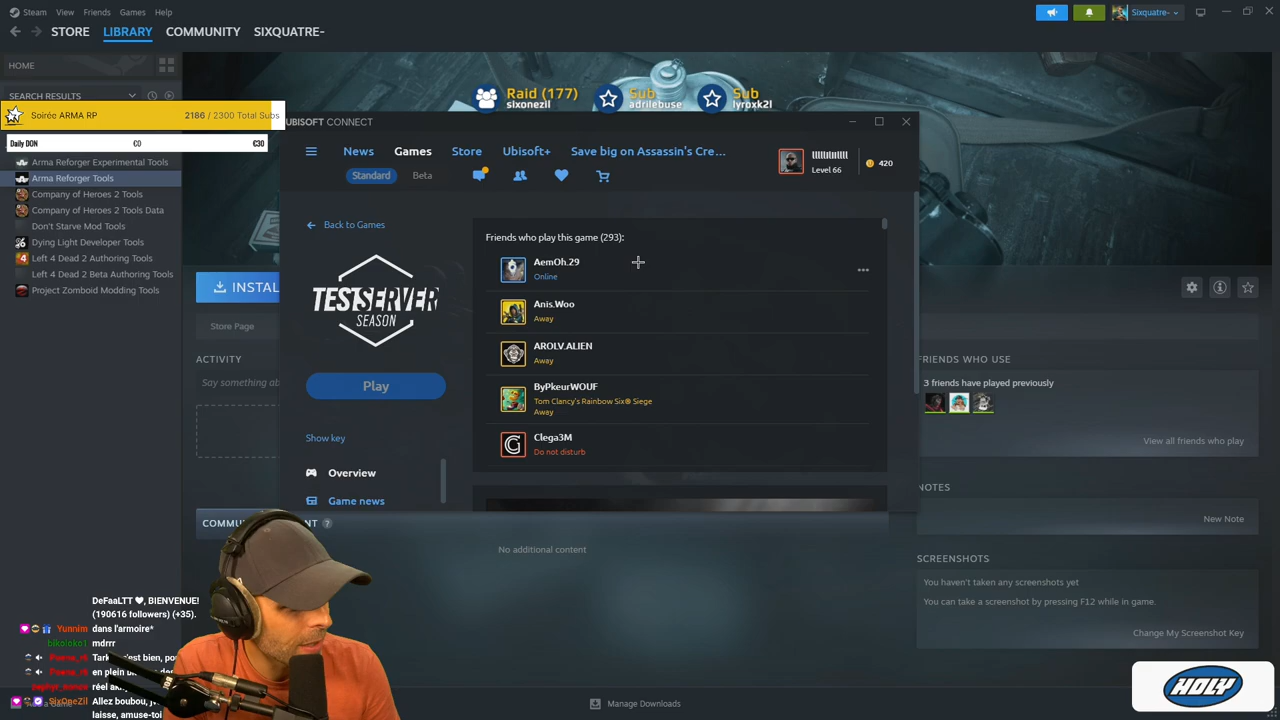 Steam View Friends Games Help
Sixquatre-
STORE LIBRARY COMMUNITY SIXQUATRE-
HOME
SEARCH RESULTS
Raid (177)
sixonezil
Sub
adrilebuse
Sub
lyroxk2l
Soirée ARMA RP 2186 / 2300 Total Subs
Daily DON €0 €30
Arma Reforger Experimental Tools
Arma Reforger Tools
Company of Heroes 2 Tools
Company of Heroes 2 Tools Data
Don't Starve Mod Tools
Dying Light Developer Tools
Left 4 Dead 2 Authoring Tools
Left 4 Dead 2 Beta Authoring Tools
Project Zomboid Modding Tools
INSTAL
Store Page
ACTIVITY
Say something ab
UBISOFT CONNECT
News Games Store Ubisoft+ Save big on Assassin's Cre...
Standard Beta
Level 66
420
Back to Games
TEST SERVER
SEASON
Play
Show key
Overview
Game news
Friends who play this game (293):
AemOh.29
Online
Anis.Woo
Away
AROLV.ALIEN
Away
ByPkeurWOUF
Tom Clancy's Rainbow Six® Siege
Away
Clega3M
Do not disturb
No additional content
FRIENDS WHO USE
3 friends have played previously
View all friends who play
NOTES
New Note
SCREENSHOTS
You haven't taken any screenshots yet
You can take a screenshot by pressing F12 while in game.
Change My Screenshot Key
DeFaaLTT ♥, BIENVENUE!
(190616 followers) (+35).
Yunnim dans l'armoire*
mdrrr
en plein
SixOneZil Allez boubou,
laisse, amuse-toi
Manage Downloads
HOLY